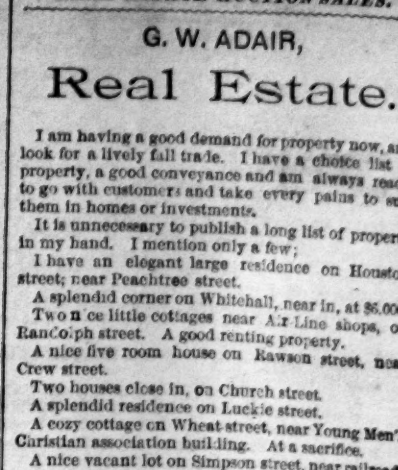 AUCTION SALES.
G. W. ADAIR,
Real Estate.
I am having a good demand for property now, a
look for a lively fall trade. I have a choice list
property, a good conveyance and am always rea
to go with customers and take every pains to s
them in homes or investments.
It is unnecessary to publish a long list of proper
in my hand. I mention only a few;
I have an elegant large residence on Housto
street; near Peachtree street.
A splendid corner on Whitehall, near in, at $6,00
Two n ce little cottages near Air-Line shops, o
Randolph street. A good renting property.
A nice five room house on Rawson street, nea
Crew street.
Two houses close in, on Church street.
A splendid residence on Luckie street.
A cozy cottage on Wheat street, near Young Men'
Christian association building. At a sacrifice.
A nice vacant lot on Simpson street, near railroad